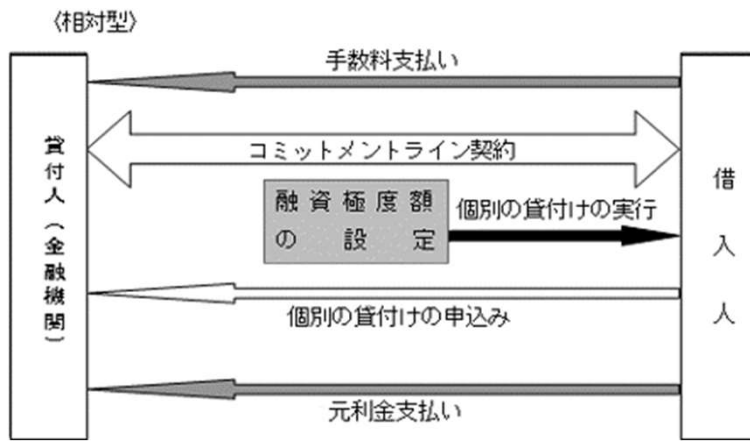 〈相対型〉
手数料支払い
コミットメントライン契約
貸付人(金融機関)
融資極度額
の設定
個別の貸付けの実行
借入人
個別の貸付けの申込み
元利金支払い